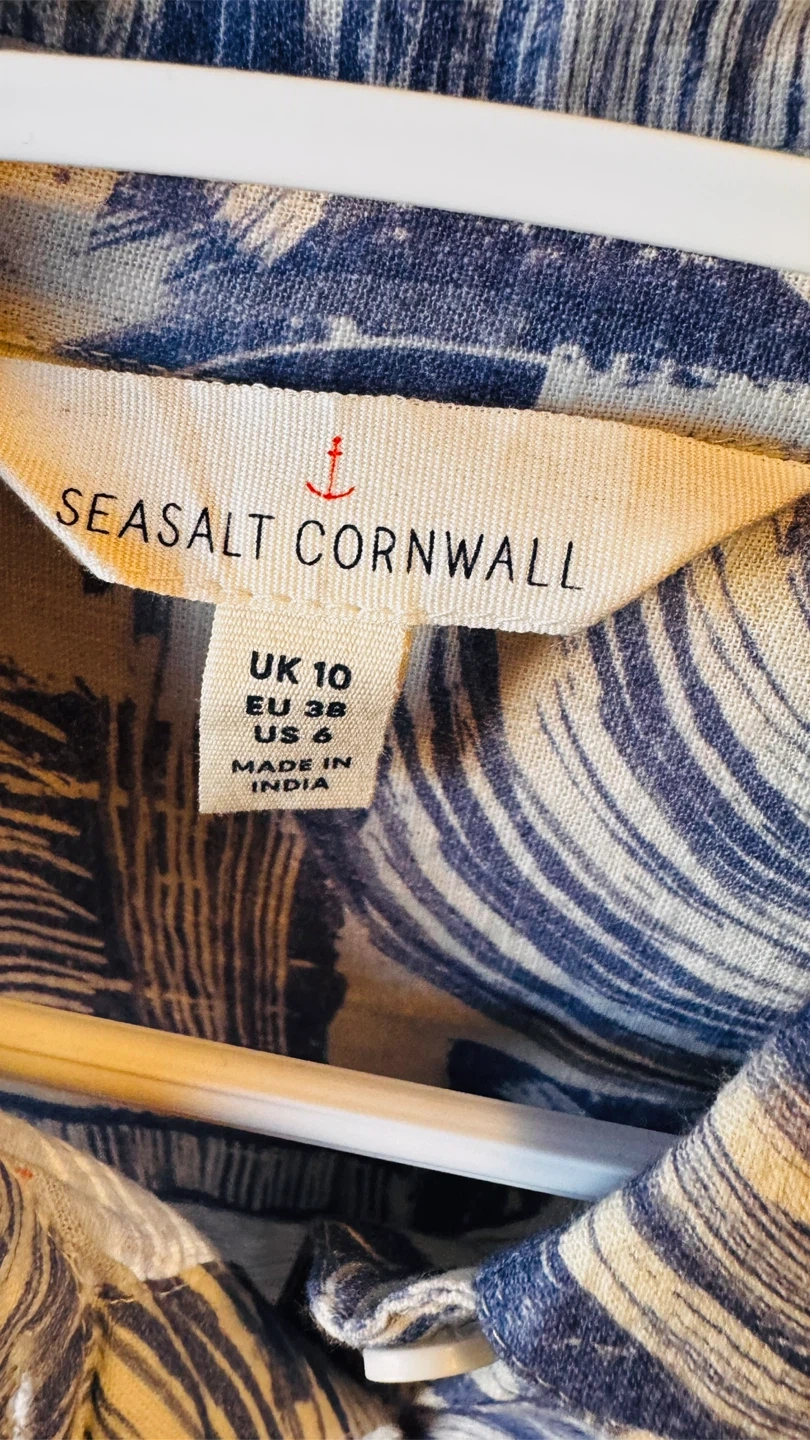 SEASALT CORNWALL
UK 10
EU 38
US 6
MADE IN
INDIA